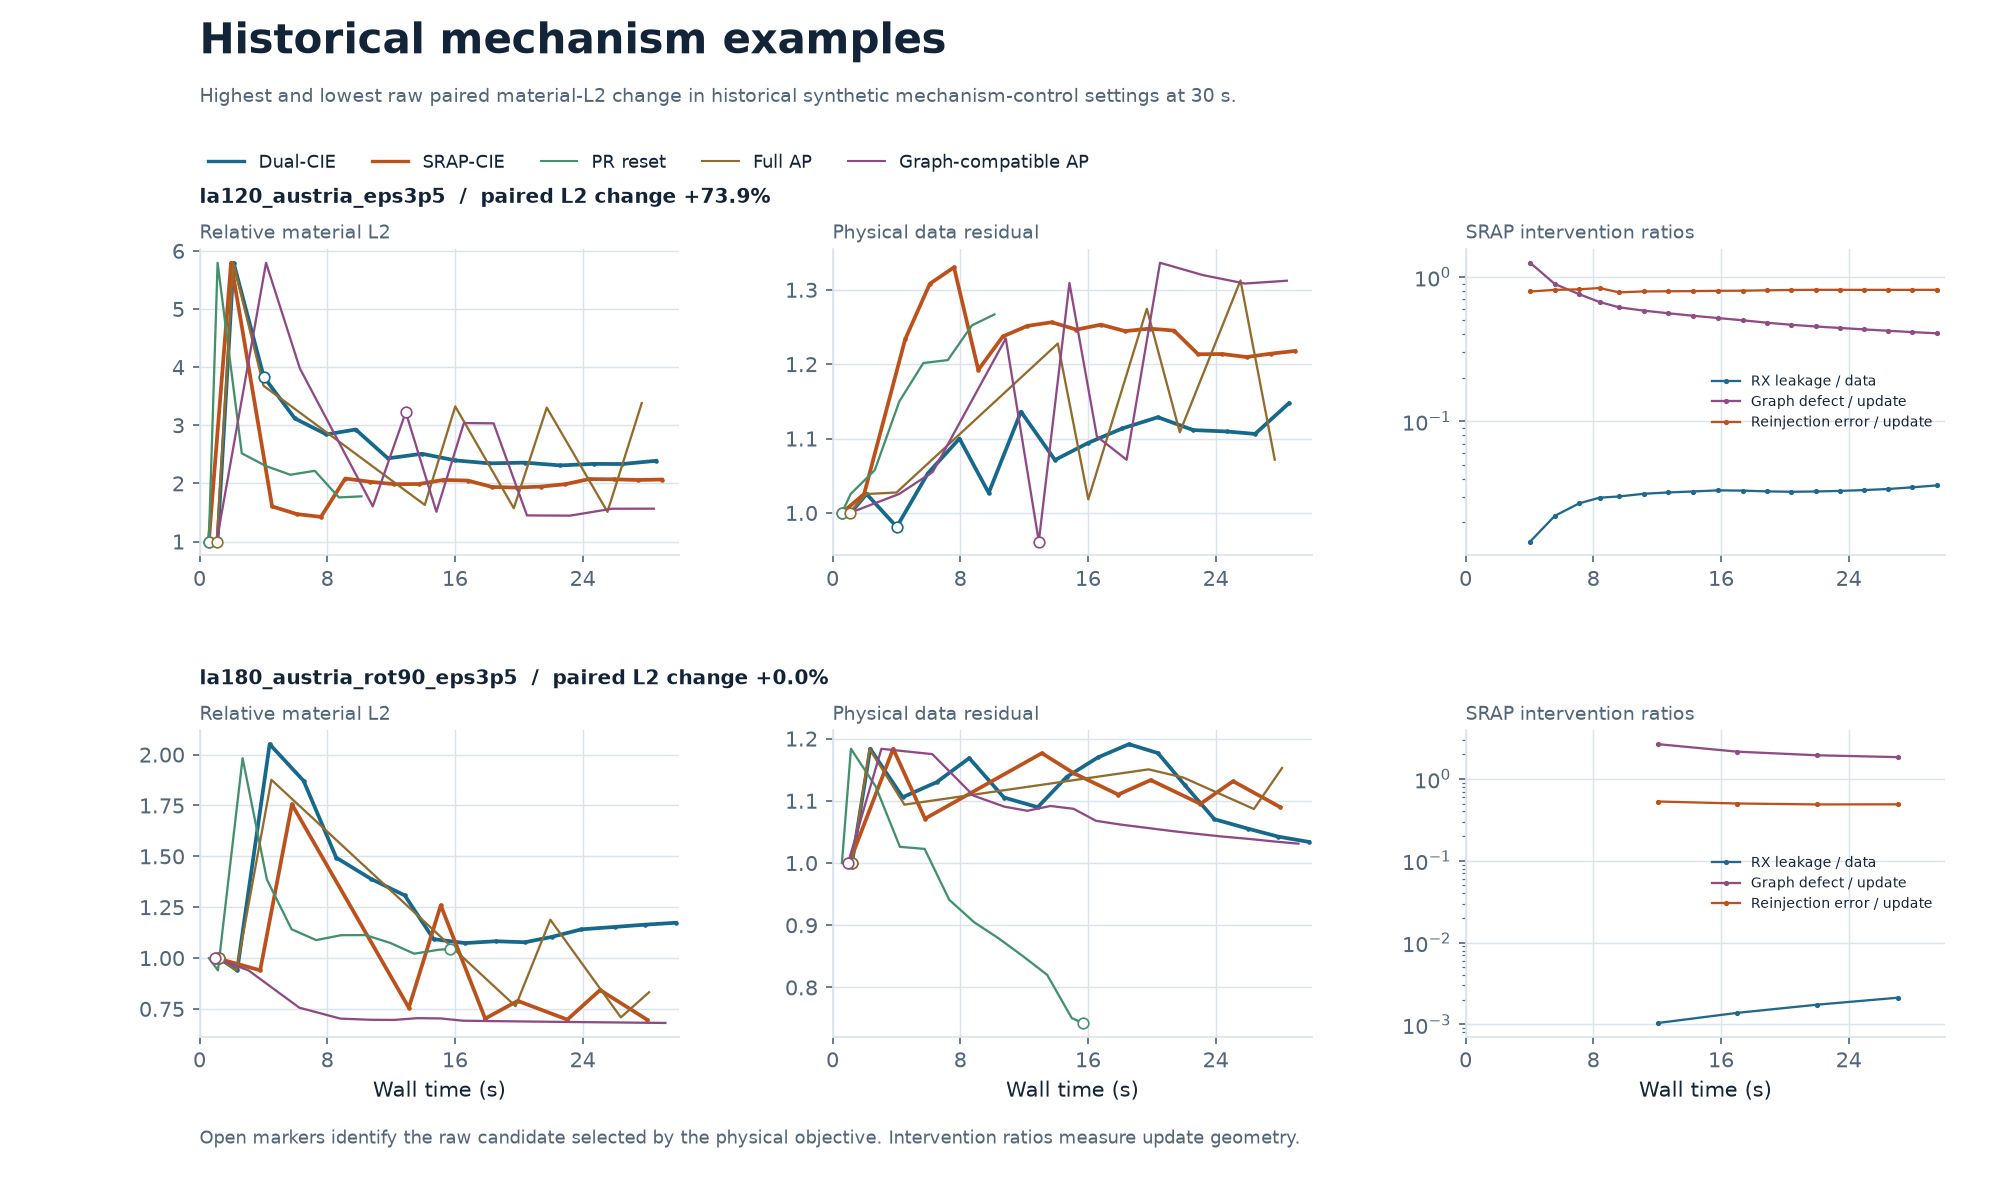 Historical mechanism examples
Highest and lowest raw paired material-L2 change in historical synthetic mechanism-control settings at 30 s.
Dual-CIE SRAP-CIE PR reset Full AP Graph-compatible AP
la120_austria_eps3p5 / paired L2 change +73.9%
Relative material L2
6
5
4
3
2
1
0 8 16 24
Physical data residual
1.3
1.2
1.1
1.0
0 8 16 24
SRAP intervention ratios
10^0
10^-1
RX leakage / data
Graph defect / update
Reinjection error / update
0 8 16 24
la180_austria_rot90_eps3p5 / paired L2 change +0.0%
Relative material L2
2.00
1.75
1.50
1.25
1.00
0.75
0 8 16 24
Wall time (s)
Physical data residual
1.2
1.1
1.0
0.9
0.8
0 8 16 24
Wall time (s)
SRAP intervention ratios
10^0
10^-1
10^-2
10^-3
RX leakage / data
Graph defect / update
Reinjection error / update
0 8 16 24
Wall time (s)
Open markers identify the raw candidate selected by the physical objective. Intervention ratios measure update geometry.